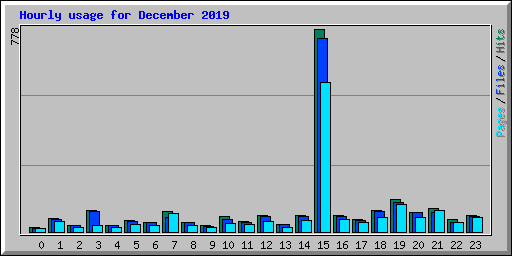 Hourly usage for December 2019
778
Pages / Files / Hits
0 1 2 3 4 5 6 7 8 9 10 11 12 13 14 15 16 17 18 19 20 21 22 23